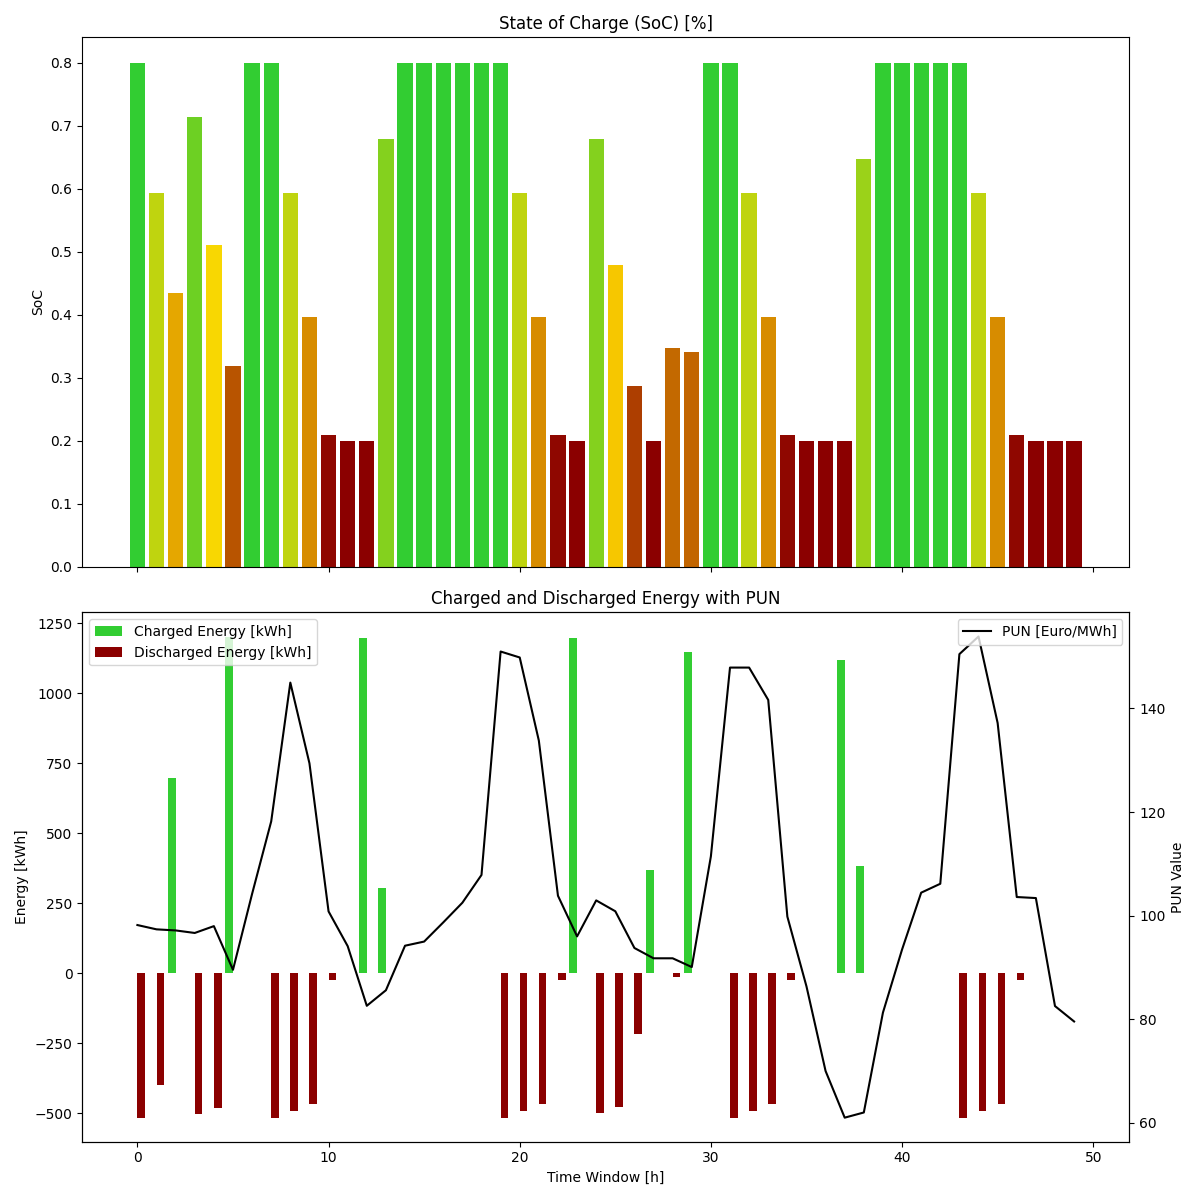 State of Charge (SoC) [%]
0.8
0.7
0.6
0.5
0.4
0.3
0.2
0.1
0.0
SoC
Charged and Discharged Energy with PUN
Charged Energy [kWh]
Discharged Energy [kWh]
PUN [Euro/MWh]
1250
1000
750
500
250
0
−250
−500
Energy [kWh]
140
120
100
80
60
PUN Value
0 10 20 30 40 50
Time Window [h]